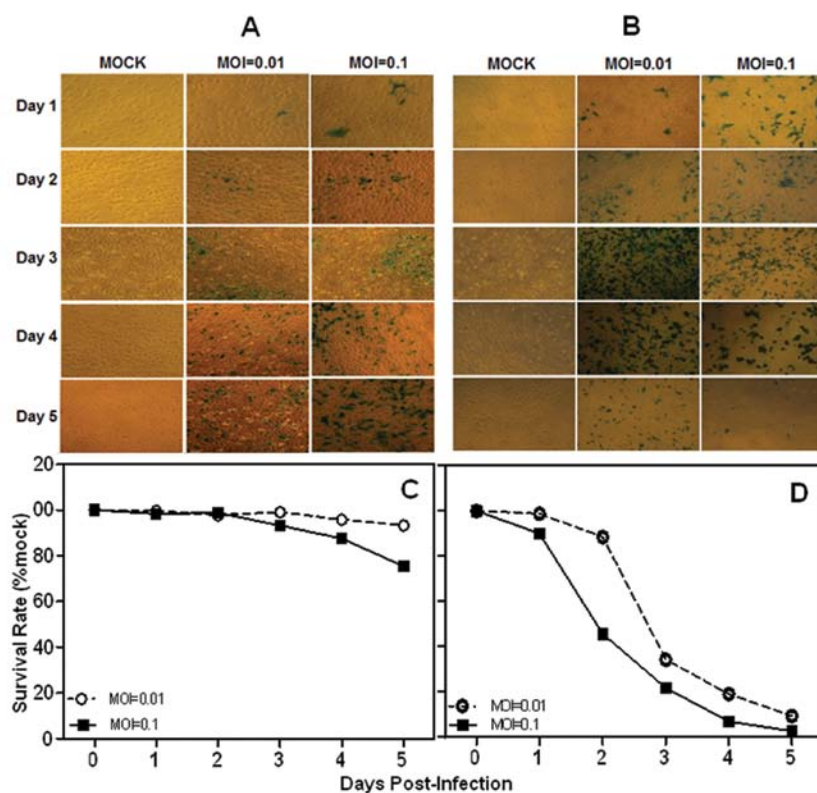 A B
MOCK MOI=0.01 MOI=0.1 MOCK MOI=0.01 MOI=0.1
Day 1
Day 2
Day 3
Day 4
Day 5
Survival Rate (%mock)
20
00
80
60
40
20
0
C
MOI=0.01
MOI=0.1
0 1 2 3 4 5
D
MOI=0.01
MOI=0.1
0 1 2 3 4 5
Days Post-Infection